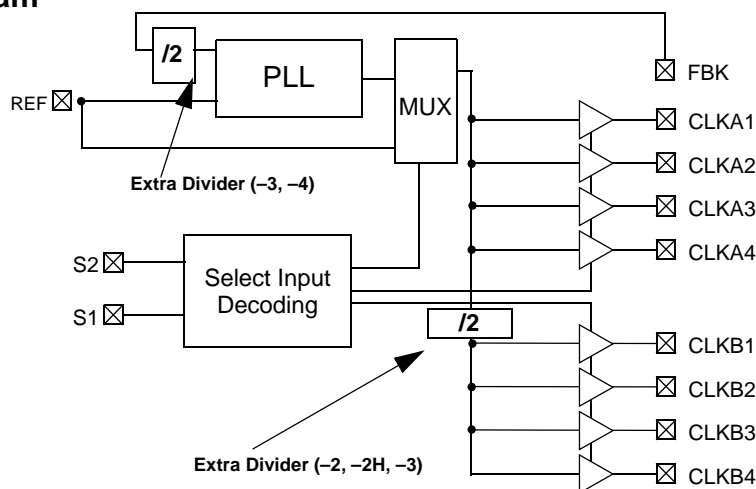 /2
PLL
FBK
REF
MUX
CLKA1
CLKA2
Extra Divider (–3, –4)
CLKA3
CLKA4
S2
Select Input
Decoding
S1
/2
CLKB1
CLKB2
CLKB3
Extra Divider (–2, –2H, –3)
CLKB4